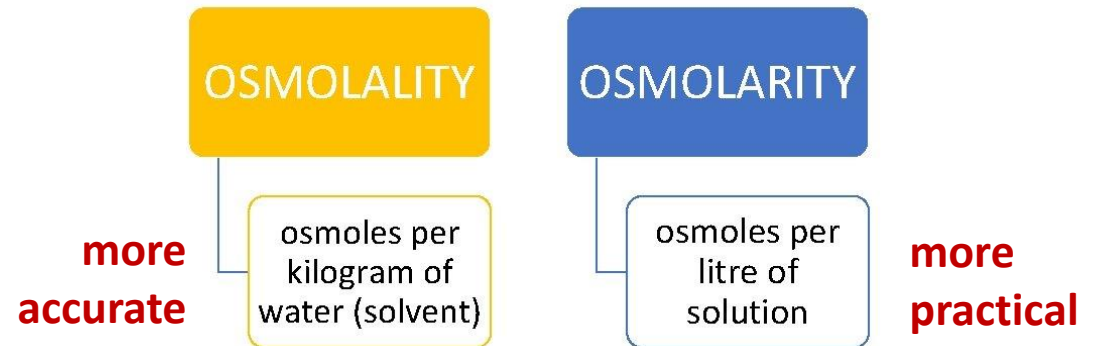 OSMOLALITY
OSMOLARITY
more
accurate
osmoles per
kilogram of
water (solvent)
osmoles per
litre of
solution
more
practical